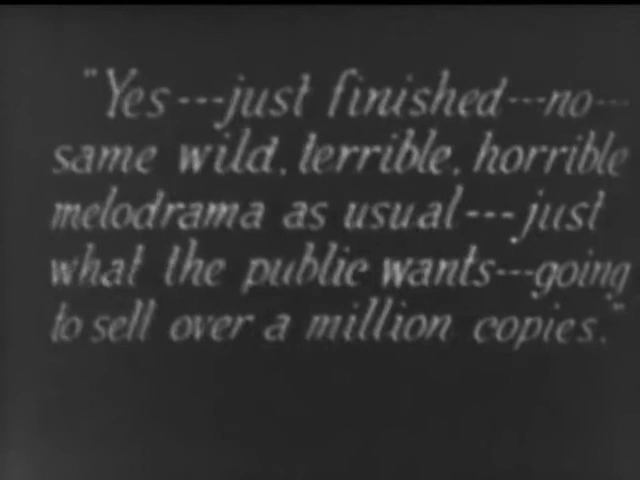 "Yes---just finished---no---
same wild, terrible, horrible
melodrama as usual---just
what the public wants---going
to sell over a million copies."